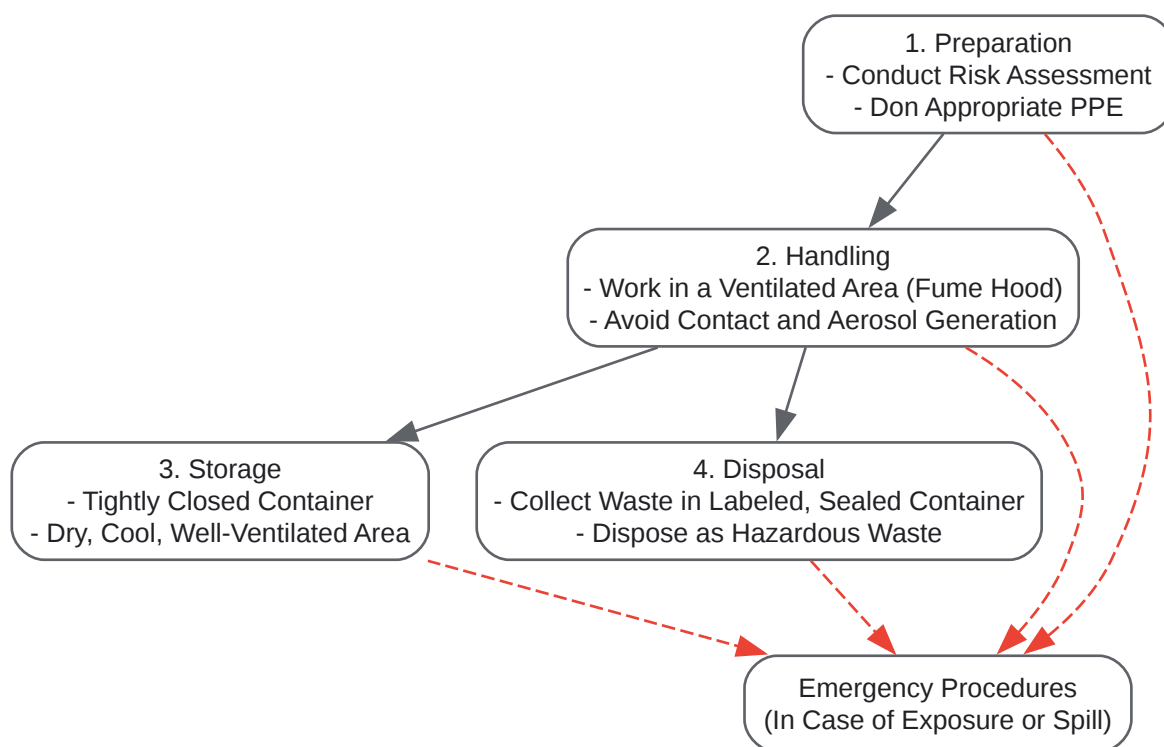 1. Preparation
- Conduct Risk Assessment
- Don Appropriate PPE
2. Handling
- Work in a Ventilated Area (Fume Hood)
- Avoid Contact and Aerosol Generation
3. Storage
- Tightly Closed Container
- Dry, Cool, Well-Ventilated Area
4. Disposal
- Collect Waste in Labeled, Sealed Container
- Dispose as Hazardous Waste
Emergency Procedures
(In Case of Exposure or Spill)